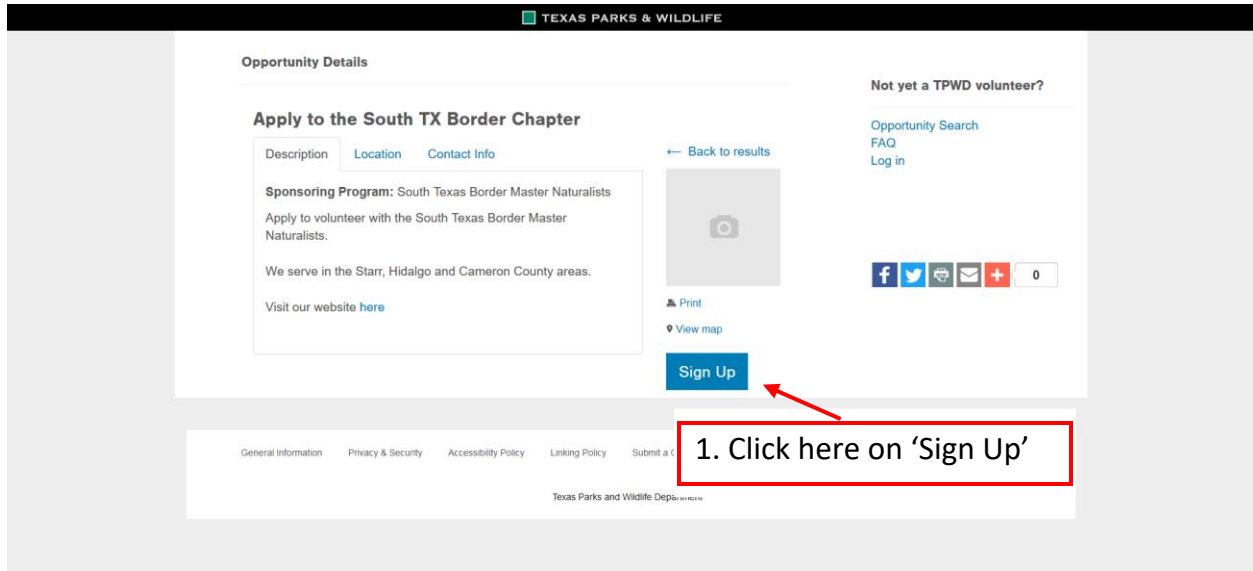 TEXAS PARKS & WILDLIFE
Opportunity Details
Apply to the South TX Border Chapter
Description Location Contact Info
← Back to results
Sponsoring Program: South Texas Border Master Naturalists
Apply to volunteer with the South Texas Border Master
Naturalists.
We serve in the Starr, Hidalgo and Cameron County areas.
Visit our website here
Print
View map
Sign Up
Not yet a TPWD volunteer?
Opportunity Search
FAQ
Log in
0
1. Click here on ‘Sign Up’
General Information Privacy & Security Accessibility Policy Linking Policy Submit a
Texas Parks and Wildlife Department